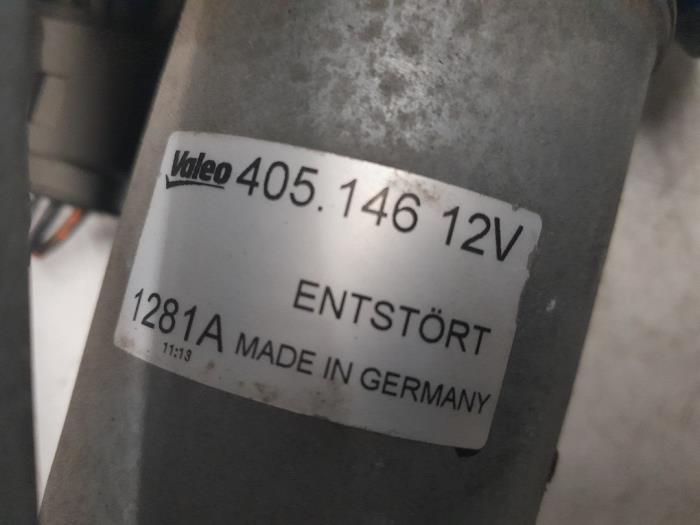 Valeo 405.146 12V
ENTSTÖRT
1281A MADE IN GERMANY
11:13